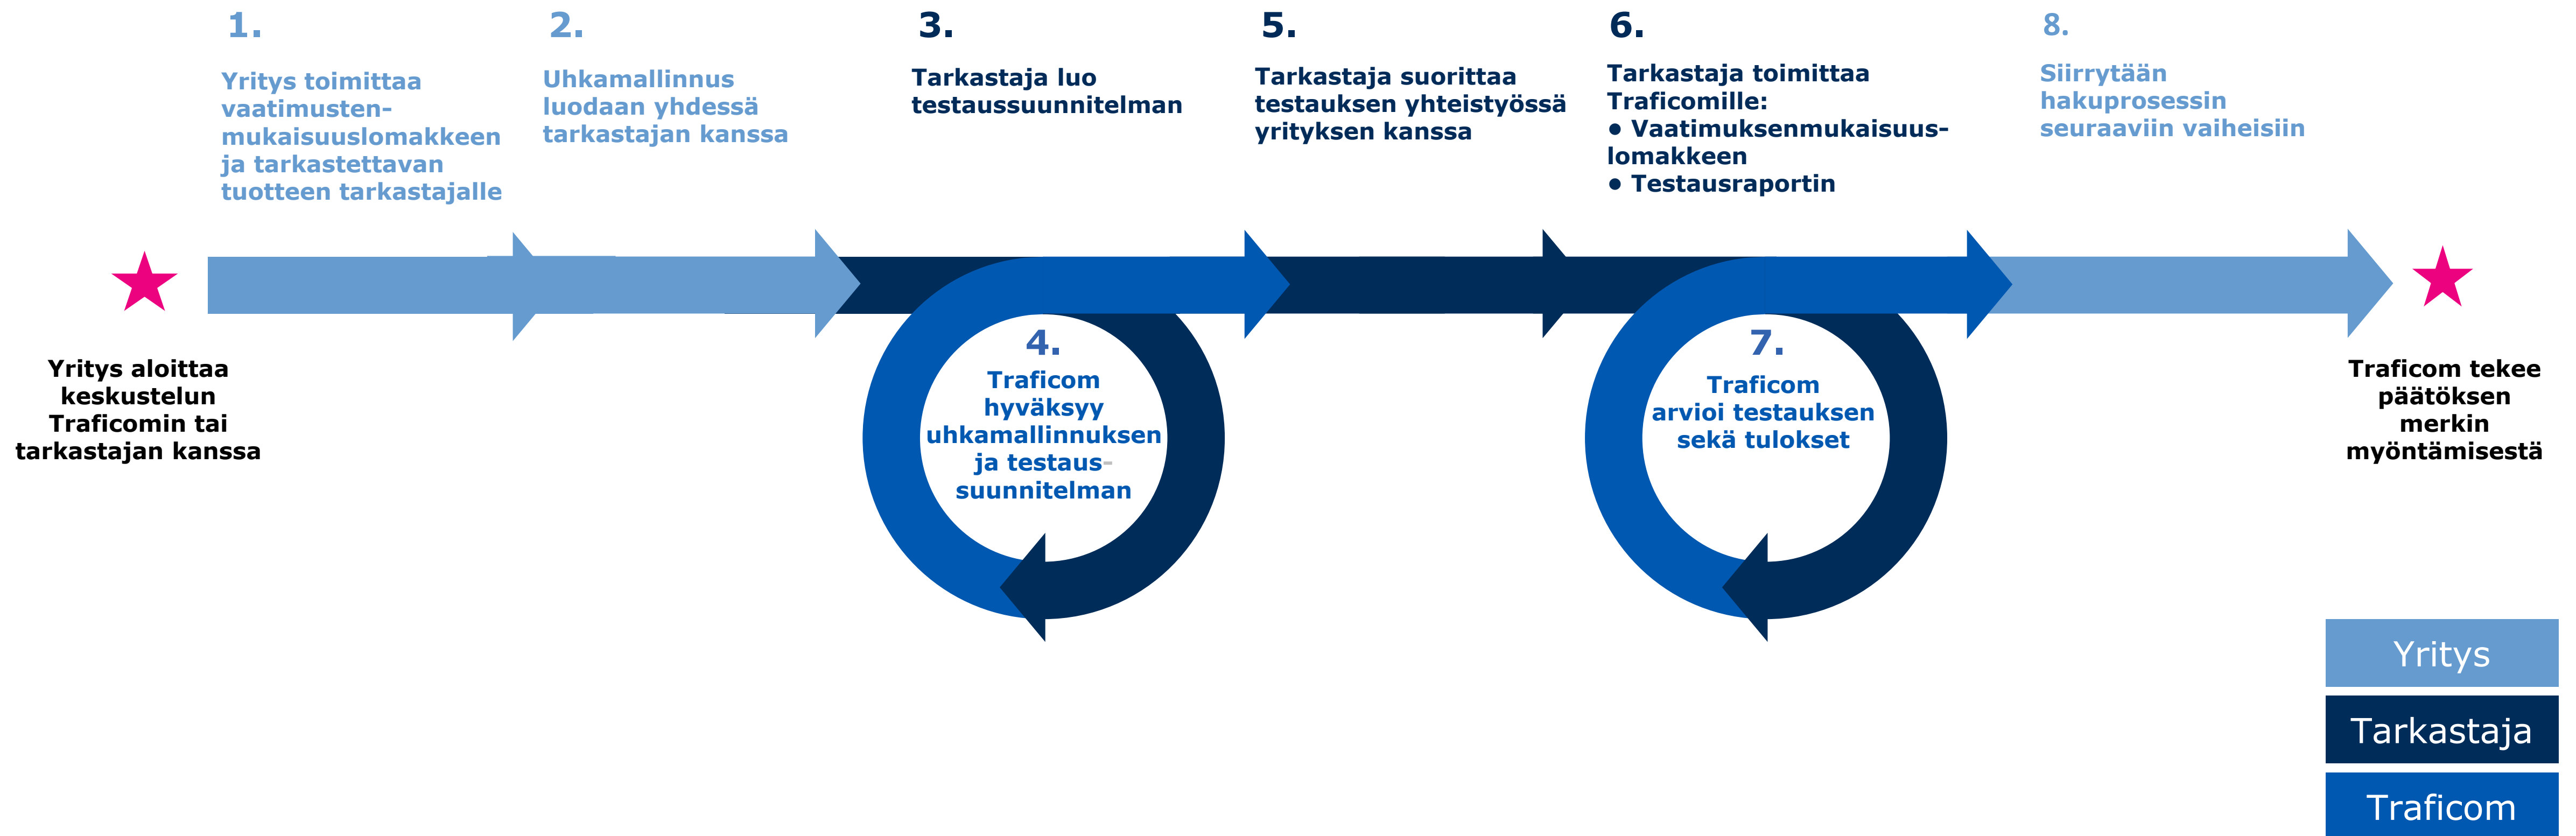 1.
Yritys toimittaa
vaatimusten-
mukaisuuslomakkeen
ja tarkastettavan
tuotteen tarkastajalle
2.
Uhkamallinnus
luodaan yhdessä
tarkastajan kanssa
3.
Tarkastaja luo
testaussuunnitelman
5.
Tarkastaja suorittaa
testauksen yhteistyössä
yrityksen kanssa
6.
Tarkastaja toimittaa
Traficomille:
● Vaatimuksenmukaisuus-
lomakkeen
● Testausraportin
8.
Siirrytään
hakuprosessin
seuraaviin vaiheisiin
Yritys aloittaa
keskustelun
Traficomin tai
tarkastajan kanssa
4.
Traficom
hyväksyy
uhkamallinnuksen
ja testaus-
suunnitelman
7.
Traficom
arvioi testauksen
sekä tulokset
Traficom tekee
päätöksen
merkin
myöntämisestä
Yritys
Tarkastaja
Traficom